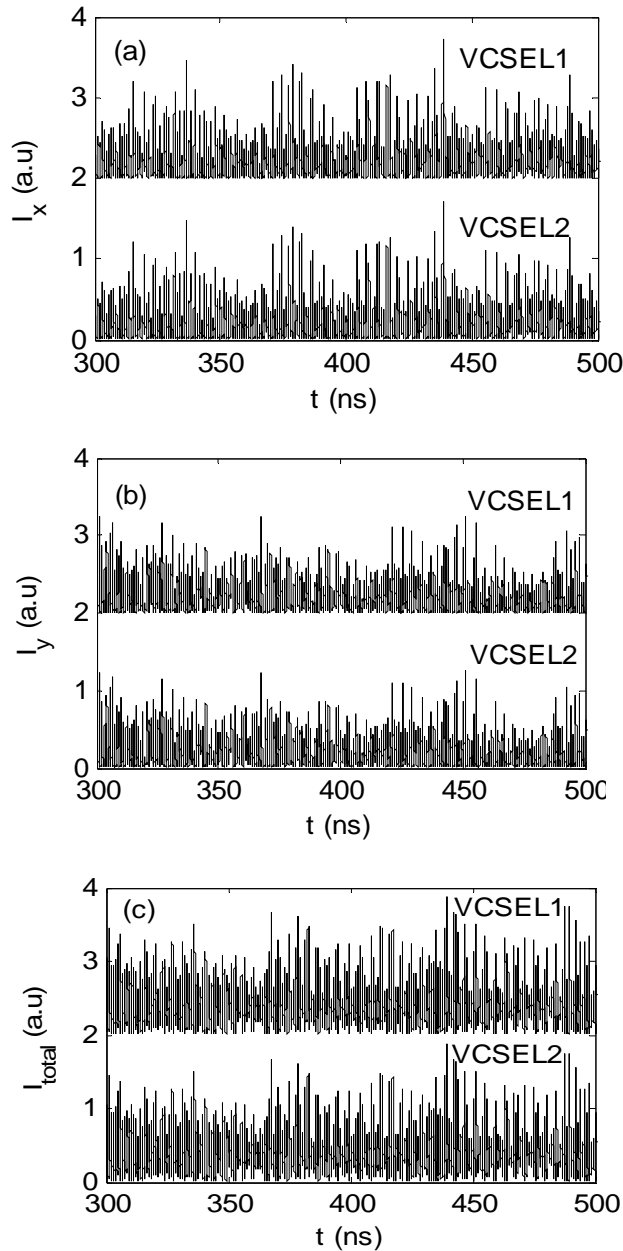 4
(a)
VCSEL1
3
I_x (a.u)
2
VCSEL2
1
0
300 350 400 450 500
t (ns)
4
(b)
VCSEL1
3
I_y (a.u)
2
VCSEL2
1
0
300 350 400 450 500
t (ns)
4
(c)
VCSEL1
3
I_total (a.u)
2
VCSEL2
1
0
300 350 400 450 500
t (ns)